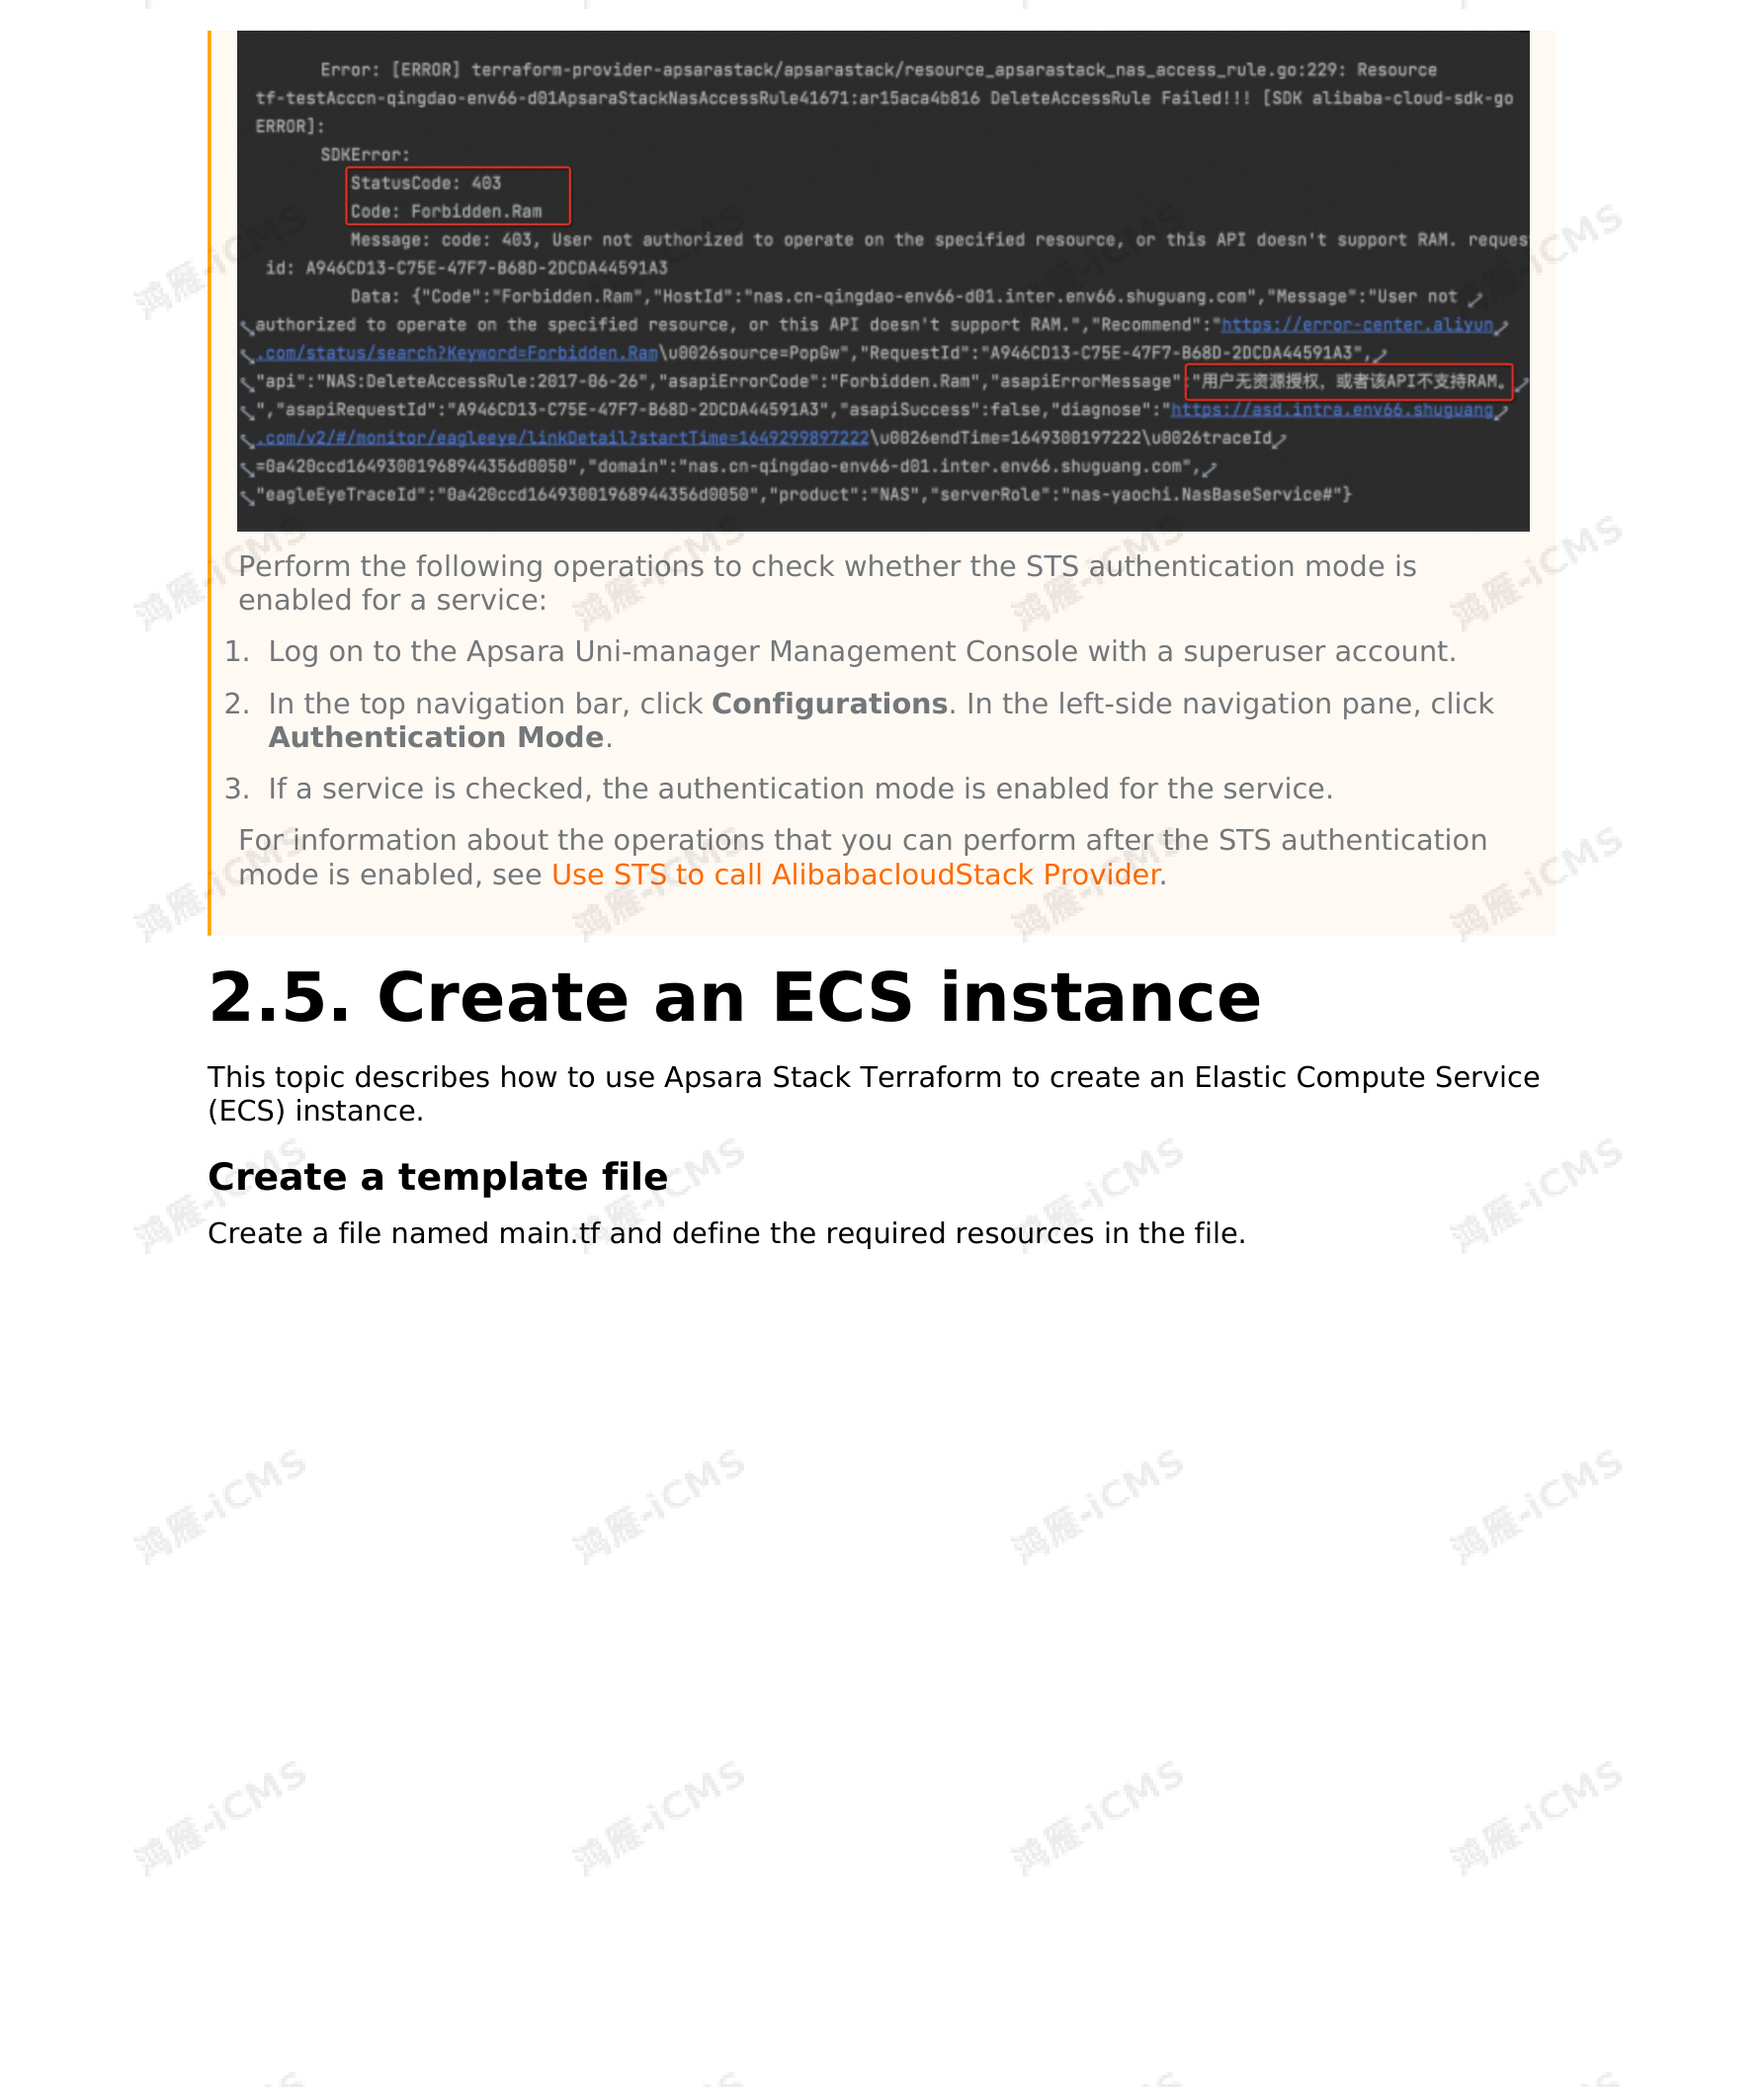 Error: [ERROR] terraform-provider-apsarastack/apsarastack/resource_apsarastack_nas_access_rule.go:229: Resource
tf-testAcccn-qingdao-env66-d01ApsaraStackNasAccessRule41671:ar15aca4b816 DeleteAccessRule Failed!!! [SDK alibaba-cloud-sdk-go
ERROR]:
SDKError:
StatusCode: 403
Code: Forbidden.Ram
Message: code: 403, User not authorized to operate on the specified resource, or this API doesn't support RAM. reques
id: A946CD13-C75E-47F7-B68D-2DCDA44591A3
Data: {"Code":"Forbidden.Ram","HostId":"nas.cn-qingdao-env66-d01.inter.env66.shuguang.com","Message":"User not
authorized to operate on the specified resource, or this API doesn't support RAM.","Recommend":"https://error-center.aliyun
.com/status/search?Keyword=Forbidden.Ram\u0026source=PopGw","RequestId":"A946CD13-C75E-47F7-B68D-2DCDA44591A3",
"api":"NAS:DeleteAccessRule:2017-06-26","asapiErrorCode":"Forbidden.Ram","asapiErrorMessage":"用户无资源授权，或者该API不支持RAM。
","asapiRequestId":"A946CD13-C75E-47F7-B68D-2DCDA44591A3","asapiSuccess":false,"diagnose":"https://asd.intra.env66.shuguang
.com/v2/#/monitor/eagleeye/linkDetail?startTime=1649299897222\u0026endTime=1649300197222\u0026traceId
=0a420ccd16493001968944356d0050","domain":"nas.cn-qingdao-env66-d01.inter.env66.shuguang.com",
"eagleEyeTraceId":"0a420ccd16493001968944356d0050","product":"NAS","serverRole":"nas-yaochi.NasBaseService#"}
Perform the following operations to check whether the STS authentication mode is
enabled for a service:
1. Log on to the Apsara Uni-manager Management Console with a superuser account.
2. In the top navigation bar, click Configurations. In the left-side navigation pane, click
Authentication Mode.
3. If a service is checked, the authentication mode is enabled for the service.
For information about the operations that you can perform after the STS authentication
mode is enabled, see Use STS to call AlibabacloudStack Provider.
2.5. Create an ECS instance
This topic describes how to use Apsara Stack Terraform to create an Elastic Compute Service
(ECS) instance.
Create a template file
Create a file named main.tf and define the required resources in the file.
鸿雁-iCMS